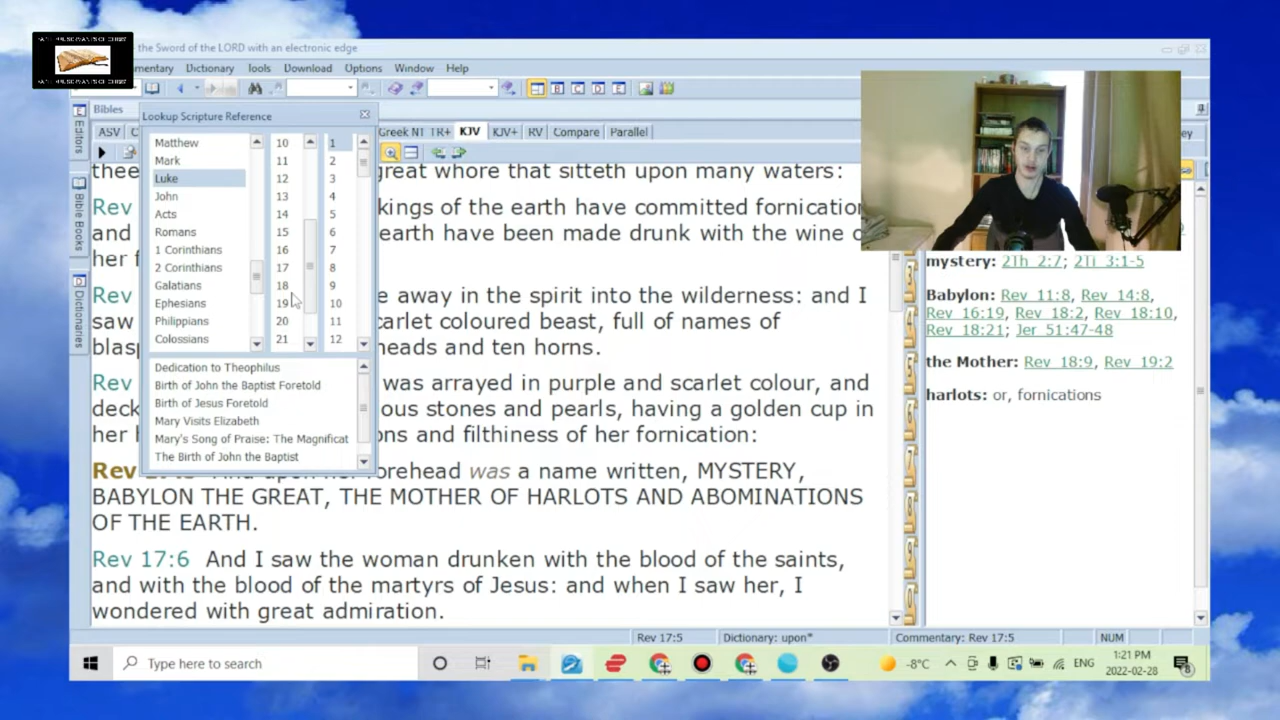 the Sword of the LORD with an electronic edge
mentary Dictionary Tools Download Options Window Help
Bibles
Lookup Scripture Reference
ASV Greek NT TR+ KJV KJV+ RV Compare Parallel
Editors
Bible Books
Dictionaries
Matthew 10 1
Mark 11 2
Luke 12 3
John 13 4
Acts 14 5
Romans 15 6
1 Corinthians 16 7
2 Corinthians 17 8
Galatians 18 9
Ephesians 19 10
Philippians 20 11
Colossians 21 12
Dedication to Theophilus
Birth of John the Baptist Foretold
Birth of Jesus Foretold
Mary Visits Elizabeth
Mary's Song of Praise: The Magnificat
The Birth of John the Baptist
thee great whore that sitteth upon many waters:
Rev kings of the earth have committed fornication
and earth have been made drunk with the wine
her
Rev e away in the spirit into the wilderness: and I
saw carlet coloured beast, full of names of
blasp heads and ten horns.
Rev was arrayed in purple and scarlet colour, and
deck ous stones and pearls, having a golden cup in
her ons and filthiness of her fornication:
Rev orehead was a name written, MYSTERY,
BABYLON THE GREAT, THE MOTHER OF HARLOTS AND ABOMINATIONS
OF THE EARTH.
Rev 17:6 And I saw the woman drunken with the blood of the saints,
and with the blood of the martyrs of Jesus: and when I saw her, I
wondered with great admiration.
mystery: 2Th 2:7; 2Ti 3:1-5
Babylon: Rev 11:8, Rev 14:8,
Rev 16:19, Rev 18:2, Rev 18:10,
Rev 18:21; Jer 51:47-48
the Mother: Rev 18:9, Rev 19:2
harlots: or, fornications
Rev 17:5 Dictionary: upon* Commentary: Rev 17:5 NUM
Type here to search
-8°C ENG
1:21 PM
2022-02-28
8